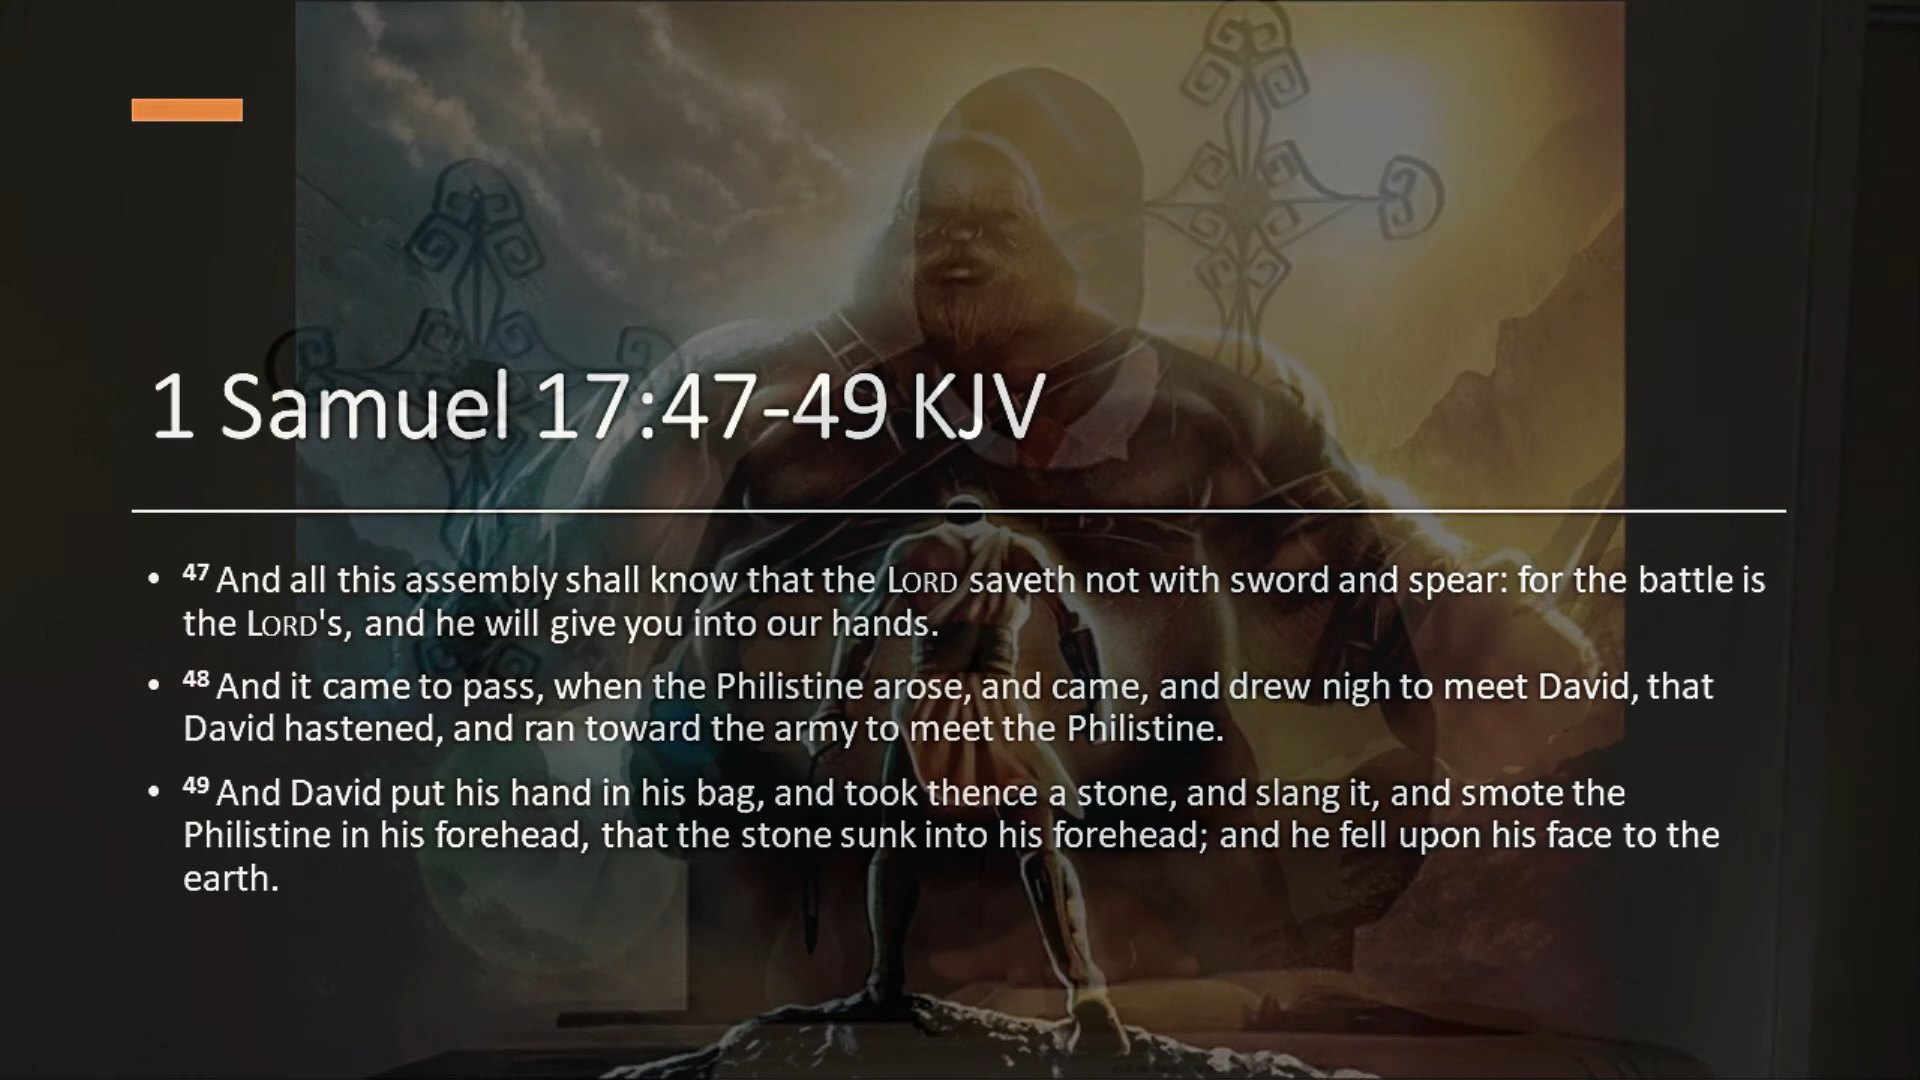 1 Samuel 17:47-49 KJV
• 47 And all this assembly shall know that the LORD saveth not with sword and spear: for the battle is
the LORD's, and he will give you into our hands.
• 48 And it came to pass, when the Philistine arose, and came, and drew nigh to meet David, that
David hastened, and ran toward the army to meet the Philistine.
• 49 And David put his hand in his bag, and took thence a stone, and slang it, and smote the
Philistine in his forehead, that the stone sunk into his forehead; and he fell upon his face to the
earth.